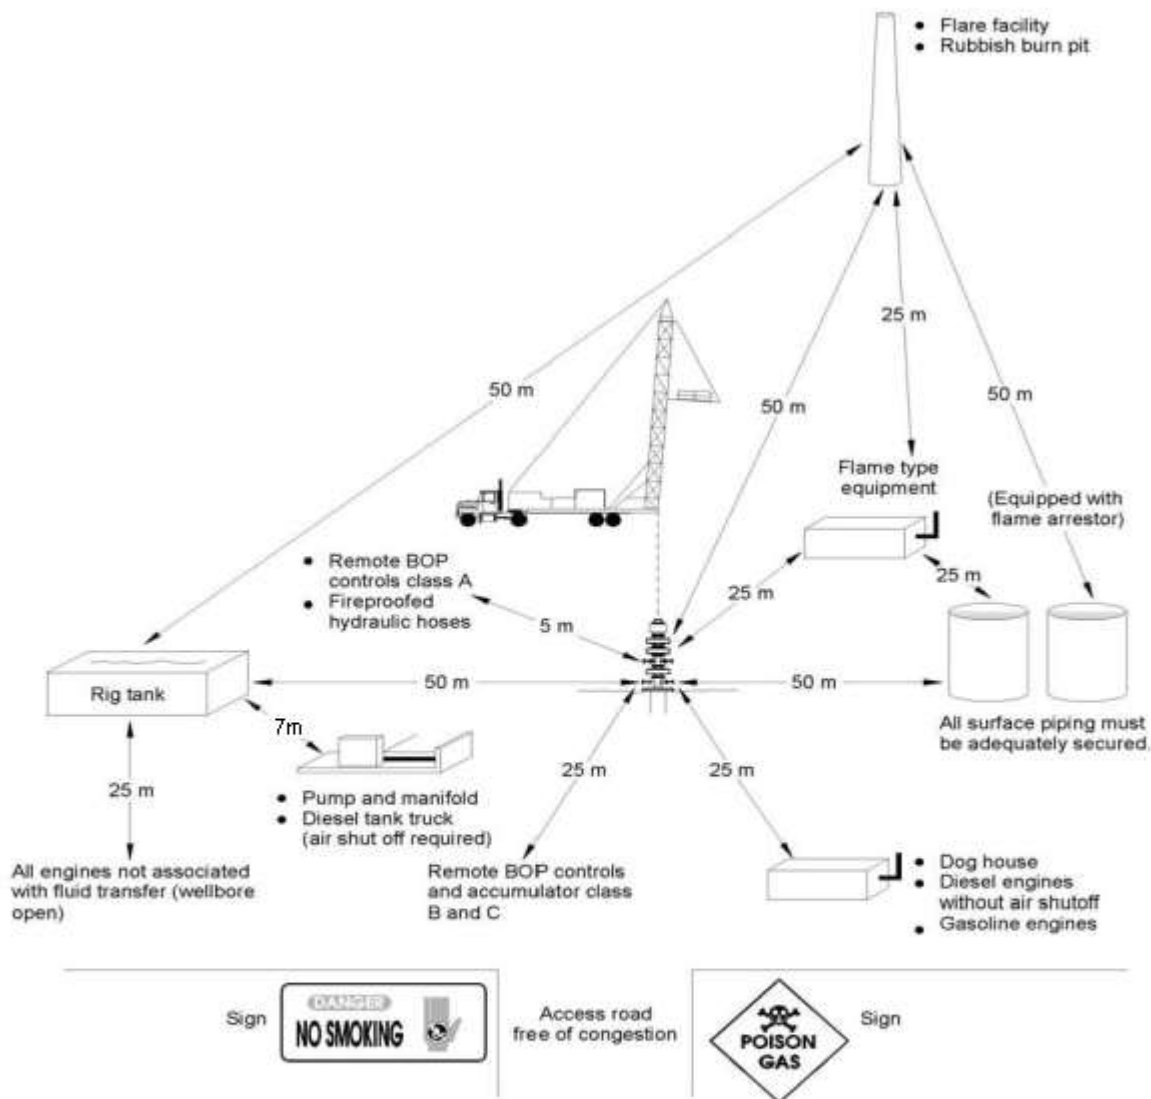 Flare facility
Rubbish burn pit
25 m
50 m
50 m
50 m
Flame type
equipment
(Equipped with
flame arrestor)
Remote BOP
controls class A
Fireproofed
hydraulic hoses
25 m
25 m
5 m
Rig tank
50 m
50 m
7m
All surface piping must
be adequately secured.
25 m
25 m
25 m
Pump and manifold
Diesel tank truck
(air shut off required)
All engines not associated
with fluid transfer (wellbore
open)
Remote BOP controls
and accumulator class
B and C
Dog house
Diesel engines
without air shutoff
Gasoline engines
Sign
DANGER
NO SMOKING
Access road
free of congestion
POISON
GAS
Sign